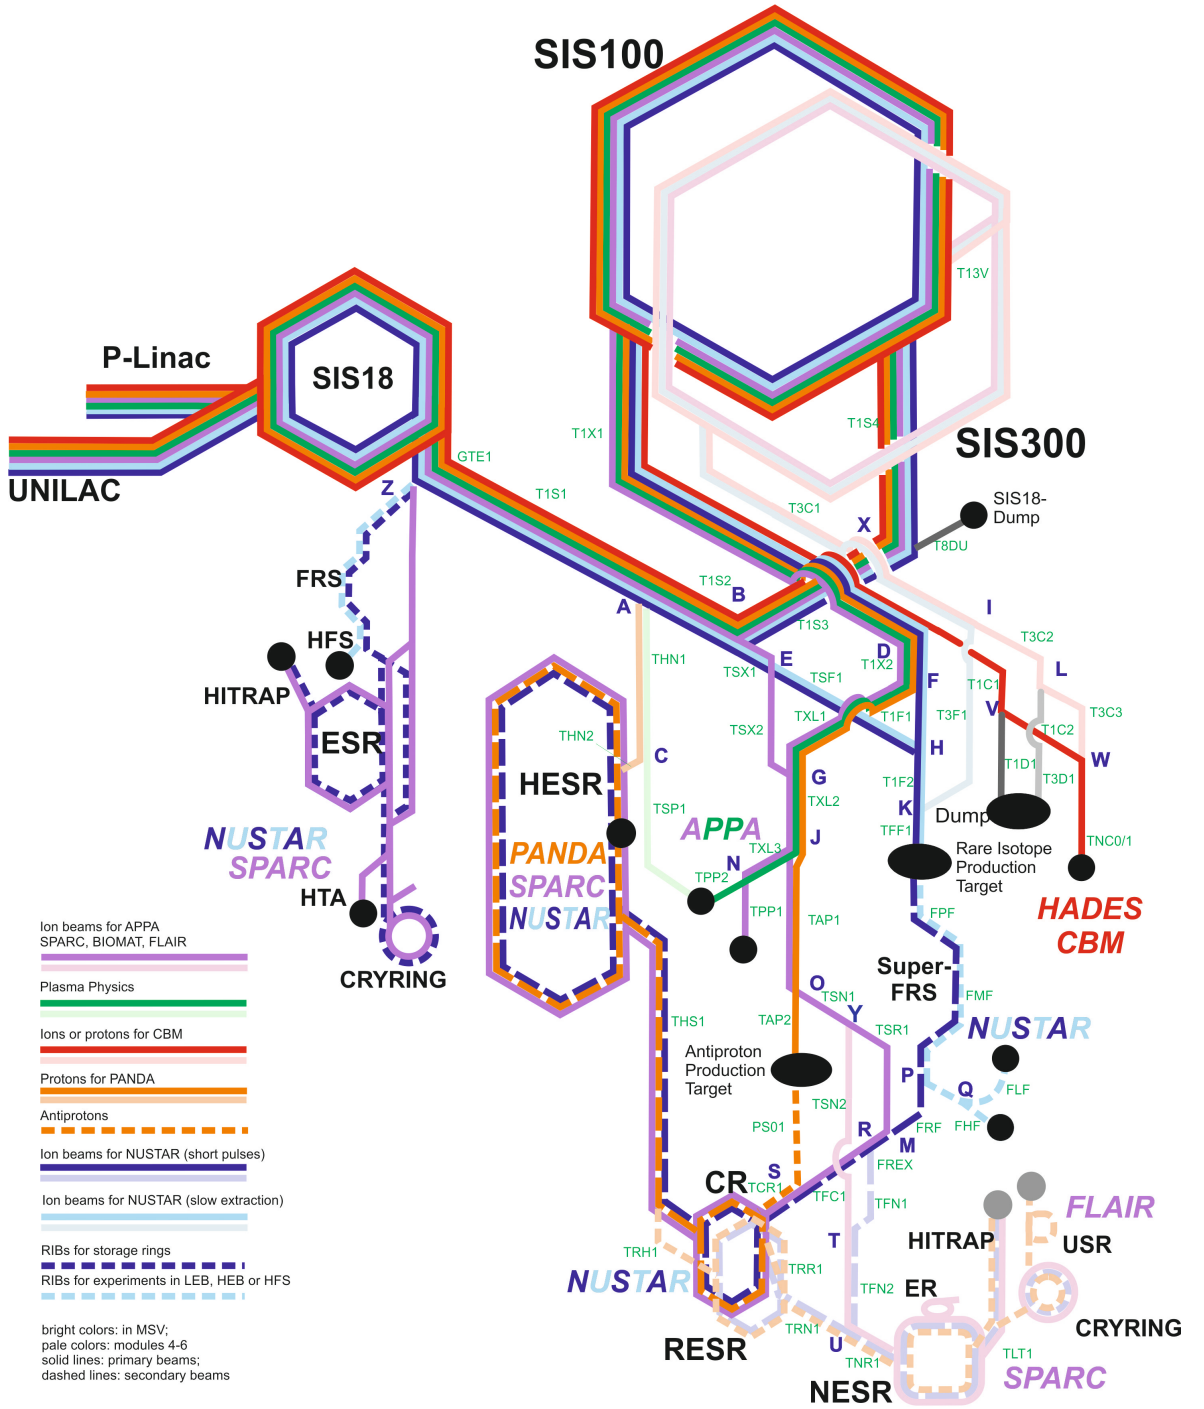 SIS100
T13V
P-Linac
SIS18
UNILAC
GTE1
Z
T1S1
T1X1
T1S4
SIS300
T3C1
X
SIS18-
Dump
T8DU
FRS
HFS
HITRAP
ESR
A
T1S2
B
T1S3
I
T3C2
L
THN1
TSX1
E
TSF1
D
T1X2
F
T1C1
T3C3
V
T1C2
W
THN2
C
TSX2
TXL1
T1F1
T3F1
H
T1D1
T3D1
HESR
G
TXL2
T1F2
K
TSP1
APPA
TFF1
Dump
TNC0/1
NUSTAR
SPARC
PANDA
SPARC
NUSTAR
J
TXL3
N
TPP2
TPP1
TAP1
Rare Isotope
Production
Target
HTA
CRYRING
FPF
HADES
CBM
Super-
FRS
FMF
O
TSN1
Y
TSR1
NUSTAR
THS1
TAP2
Antiproton
Production
Target
P
Q
FLF
FHF
TSN2
PS01
R
M
FRF
FREX
S
CR
TCR1
TFC1
TFN1
TRH1
NUSTAR
TRR1
T
TFN2
TRN1
U
TNR1
RESR
NESR
HITRAP
FLAIR
USR
ER
CRYRING
TLT1
SPARC
Ion beams for APPA
SPARC, BIOMAT, FLAIR
Plasma Physics
Ions or protons for CBM
Protons for PANDA
Antiprotons
Ion beams for NUSTAR (short pulses)
Ion beams for NUSTAR (slow extraction)
RIBs for storage rings
RIBs for experiments in LEB, HEB or HFS
bright colors: in MSV;
pale colors: modules 4-6
solid lines: primary beams;
dashed lines: secondary beams